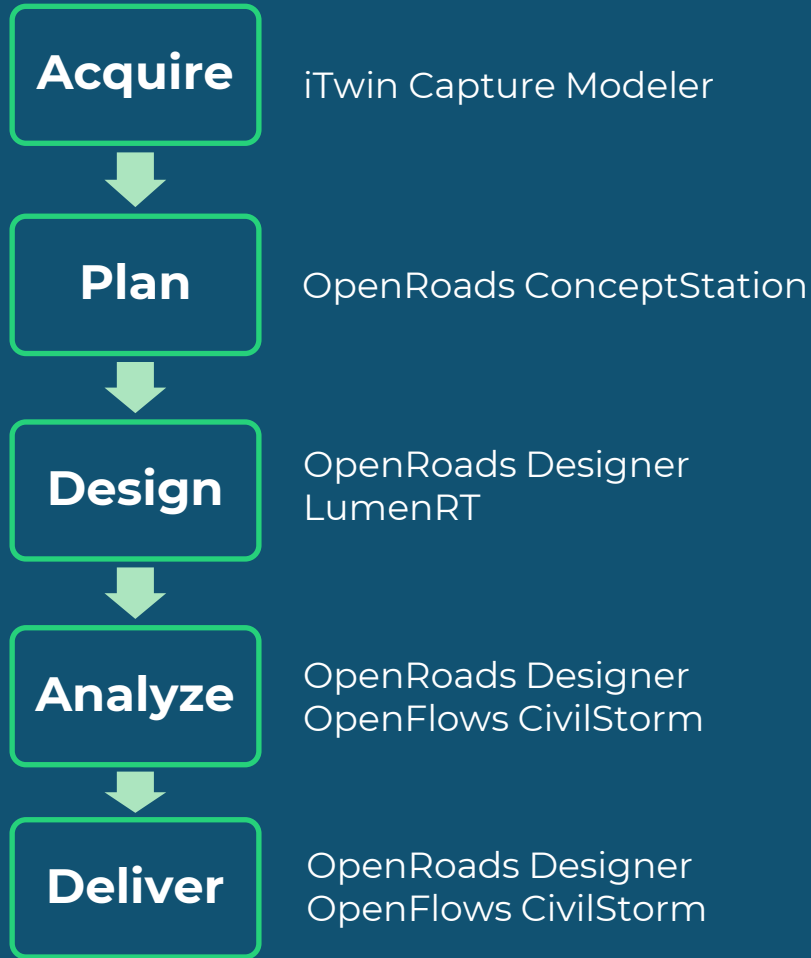 Acquire
iTwin Capture Modeler
Plan
OpenRoads ConceptStation
Design
OpenRoads Designer
LumenRT
Analyze
OpenRoads Designer
OpenFlows CivilStorm
Deliver
OpenRoads Designer
OpenFlows CivilStorm